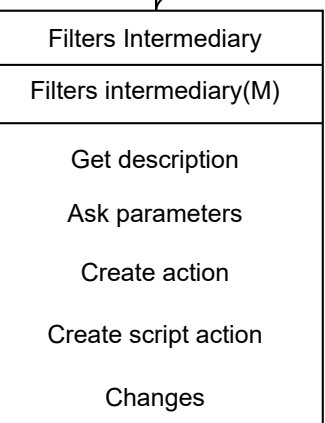 Filters Intermediary
Filters intermediary(M)
Get description
Ask parameters
Create action
Create script action
Changes